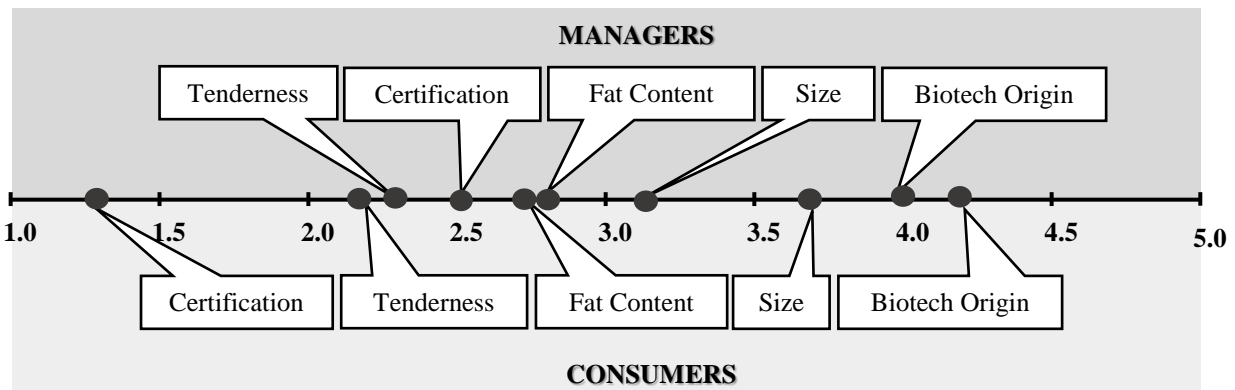 MANAGERS
Tenderness Certification Fat Content Size Biotech Origin
1.0 1.5 2.0 2.5 3.0 3.5 4.0 4.5 5.0
Certification Tenderness Fat Content Size Biotech Origin
CONSUMERS